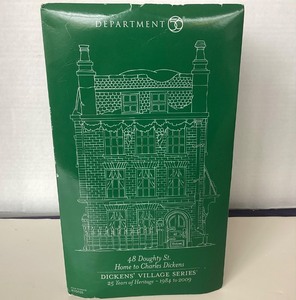 DEPARTMENT 56
48 Doughty St.
Home to Charles Dickens
DICKENS' VILLAGE SERIES®
25 Years of Heritage ~ 1984 to 2009